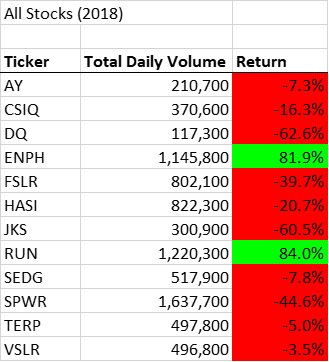 All Stocks (2018)
Ticker Total Daily Volume Return
AY 210,700 -7.3%
CSIQ 370,600 -16.3%
DQ 117,300 -62.6%
ENPH 1,145,800 81.9%
FSLR 802,100 -39.7%
HASI 822,300 -20.7%
JKS 300,900 -60.5%
RUN 1,220,300 84.0%
SEDG 517,900 -7.8%
SPWR 1,637,700 -44.6%
TERP 497,800 -5.0%
VSLR 496,800 -3.5%